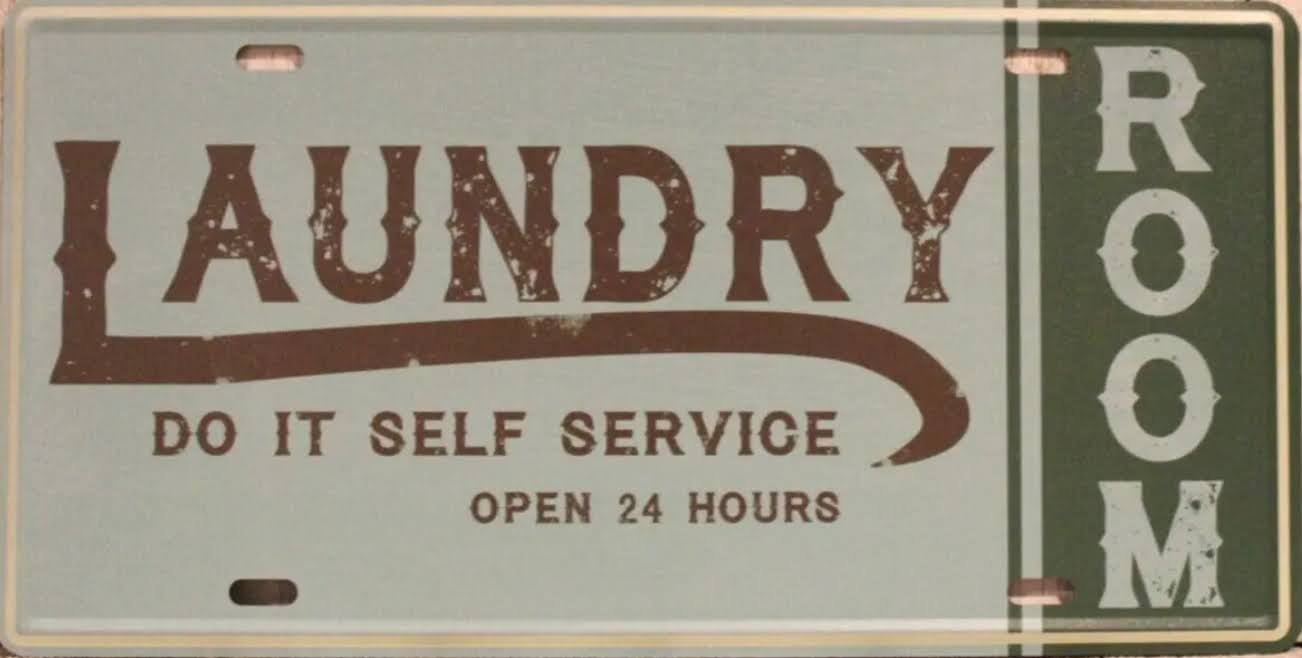 LAUNDRY
ROOM
DO IT SELF SERVICE
OPEN 24 HOURS